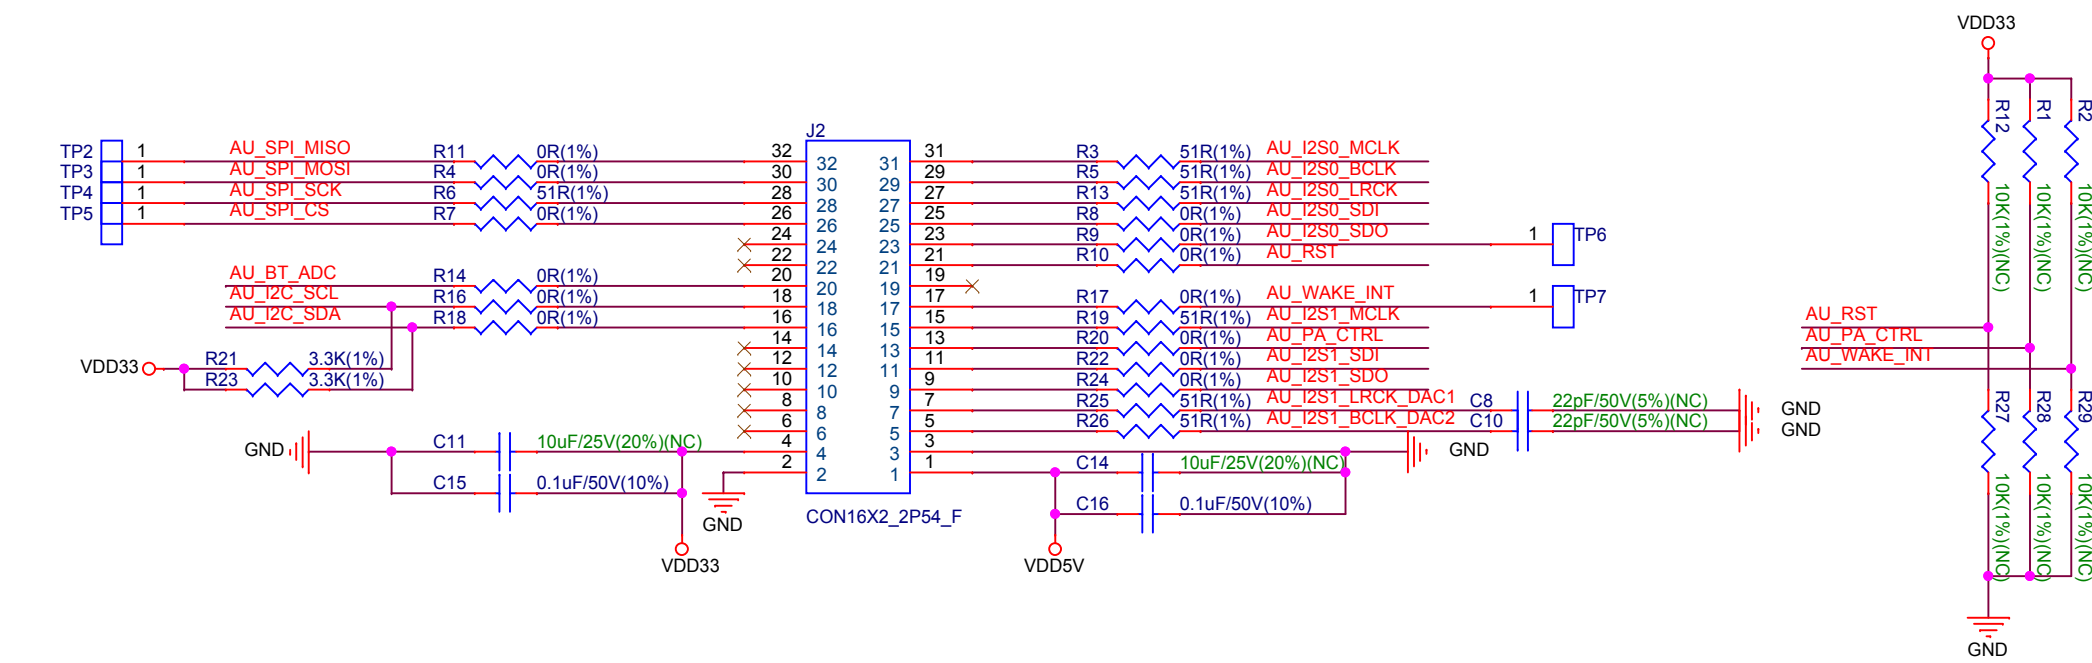 VDD33
J2
TP2 1 AU_SPI_MISO R11 0R(1%) 32 32 31 31 R3 51R(1%) AU_I2S0_MCLK
TP3 1 AU_SPI_MOSI R4 0R(1%) 30 30 29 29 R5 51R(1%) AU_I2S0_BCLK
TP4 1 AU_SPI_SCK R6 51R(1%) 28 28 27 27 R13 51R(1%) AU_I2S0_LRCK
TP5 1 AU_SPI_CS R7 0R(1%) 26 26 25 25 R8 0R(1%) AU_I2S0_SDI
24 24 23 23 R9 0R(1%) AU_I2S0_SDO 1 TP6
22 22 21 21 R10 0R(1%) AU_RST
AU_BT_ADC R14 0R(1%) 20 20 19 19
AU_I2C_SCL R16 0R(1%) 18 18 17 17 R17 0R(1%) AU_WAKE_INT 1 TP7
AU_I2C_SDA R18 0R(1%) 16 16 15 15 R19 51R(1%) AU_I2S1_MCLK
14 14 13 13 R20 0R(1%) AU_PA_CTRL
VDD33 R21 3.3K(1%) 12 12 11 11 R22 0R(1%) AU_I2S1_SDI
R23 3.3K(1%) 10 10 9 9 R24 0R(1%) AU_I2S1_SDO
8 8 7 7 R25 51R(1%) AU_I2S1_LRCK_DAC1 C8 22pF/50V(5%)(NC) GND
6 6 5 5 R26 51R(1%) AU_I2S1_BCLK_DAC2 C10 22pF/50V(5%)(NC) GND
GND C11 10uF/25V(20%)(NC) 4 4 3 3 GND
2 2 1 1 C14 10uF/25V(20%)(NC)
C15 0.1uF/50V(10%)
C16 0.1uF/50V(10%)
GND
CON16X2_2P54_F
VDD33
VDD5V
R12 R1 R2
10K(1%)(NC) 10K(1%)(NC) 10K(1%)(NC)
AU_RST
AU_PA_CTRL
AU_WAKE_INT
R27 R28 R29
10K(1%)(NC) 10K(1%)(NC) 10K(1%)(NC)
GND